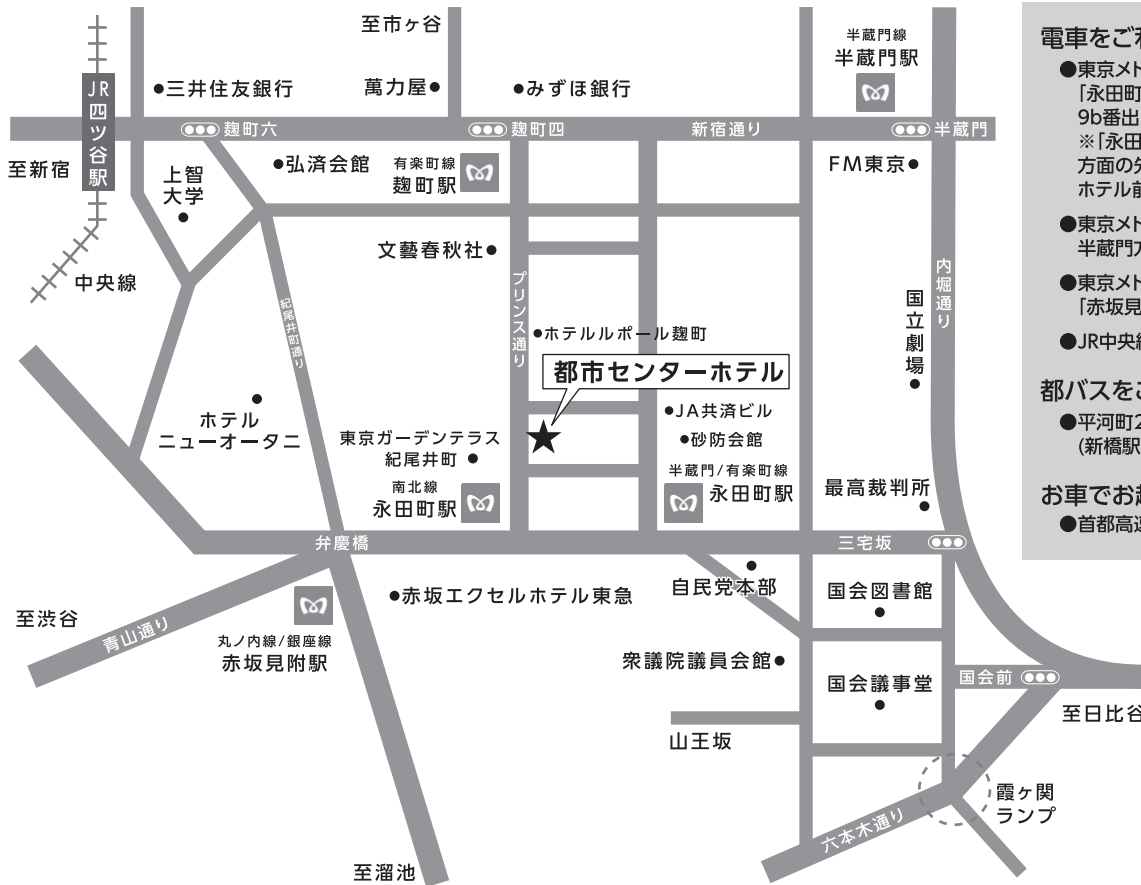 至市ヶ谷
半蔵門線
半蔵門駅
JR四ツ谷駅
三井住友銀行
萬力屋
みずほ銀行
麹町六
麹町四
新宿通り
半蔵門
至新宿
上智
大学
弘済会館
有楽町線
麹町駅
FM東京
中央線
文藝春秋社
プリンス通り
紀尾井町通り
内堀通り
国立劇場
ホテルルポール麹町
都市センターホテル
ホテル
ニューオータニ
東京ガーデンテラス
紀尾井町
JA共済ビル
砂防会館
南北線
永田町駅
半蔵門/有楽町線
永田町駅
最高裁判所
弁慶橋
三宅坂
自民党本部
国会図書館
赤坂エクセルホテル東急
至渋谷
青山通り
丸ノ内線/銀座線
赤坂見附駅
衆議院議員会館
国会議事堂
国会前
至日比谷
山王坂
霞ヶ関
ランプ
六本木通り
至溜池
電車をご利
●東京メト
「永田町
9b番出
※「永田
方面の先
ホテル前
●東京メト
半蔵門方
●東京メト
「赤坂見
●JR中央線
都バスをご
●平河町2
(新橋駅
お車でお越
●首都高速